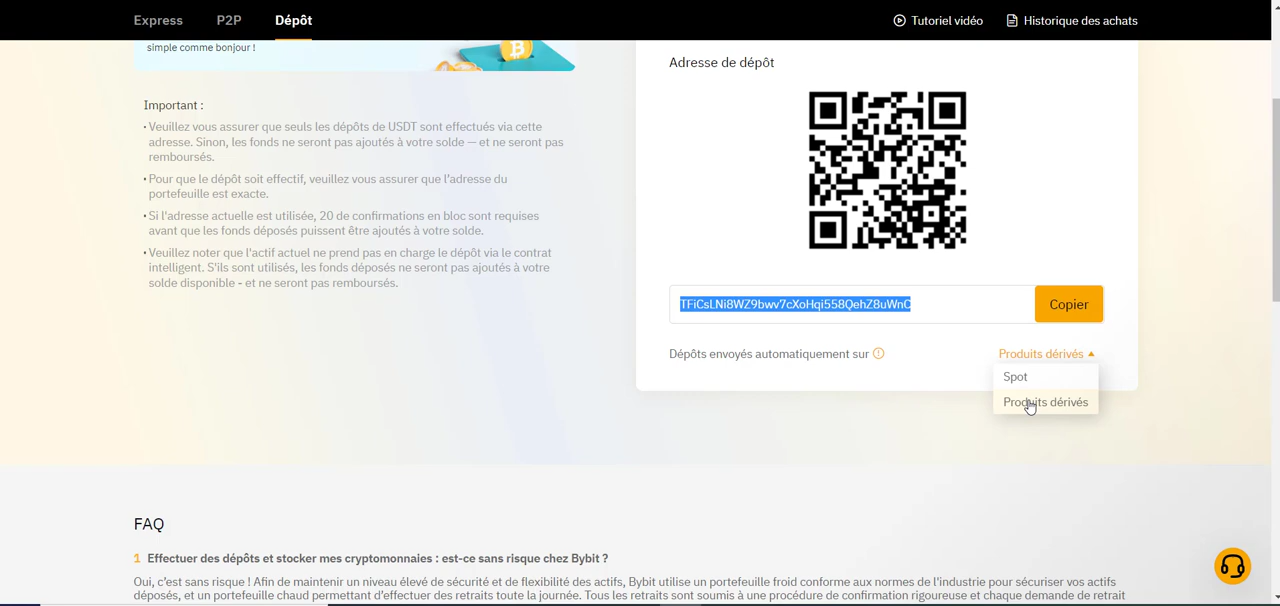 Express P2P Dépôt Tutoriel vidéo Historique des achats
simple comme bonjour !
Important :
· Veuillez vous assurer que seuls les dépôts de USDT sont effectués via cette
adresse. Sinon, les fonds ne seront pas ajoutés à votre solde — et ne seront pas
remboursés.
· Pour que le dépôt soit effectif, veuillez vous assurer que l'adresse du
portefeuille est exacte.
· Si l'adresse actuelle est utilisée, 20 de confirmations en bloc sont requises
avant que les fonds déposés puissent être ajoutés à votre solde.
· Veuillez noter que l'actif actuel ne prend pas en charge le dépôt via le contrat
intelligent. S'ils sont utilisés, les fonds déposés ne seront pas ajoutés à votre
solde disponible - et ne seront pas remboursés.
Adresse de dépôt
TFiCsLNi8WZ9bwv7cXoHqi558QehZ8uWnC Copier
Dépôts envoyés automatiquement sur Produits dérivés
Spot
Produits dérivés
FAQ
1 Effectuer des dépôts et stocker mes cryptomonnaies : est-ce sans risque chez Bybit ?
Oui, c'est sans risque ! Afin de maintenir un niveau élevé de sécurité et de flexibilité des actifs, Bybit utilise un portefeuille froid conforme aux normes de l'industrie pour sécuriser vos actifs
déposés, et un portefeuille chaud permettant d'effectuer des retraits toute la journée. Tous les retraits sont soumis à une procédure de confirmation rigoureuse et chaque demande de retrait